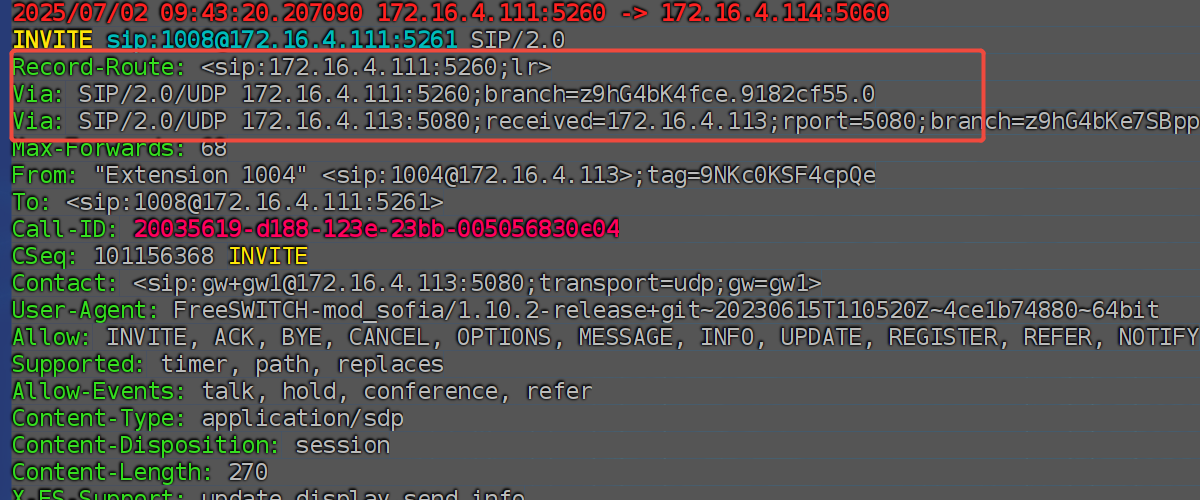 2025/07/02 09:43:20.207090 172.16.4.111:5260 -> 172.16.4.114:5060
INVITE sip:1008@172.16.4.111:5261 SIP/2.0
Record-Route: <sip:172.16.4.111:5260;lr>
Via: SIP/2.0/UDP 172.16.4.111:5260;branch=z9hG4bK4fce.9182cf55.0
Via: SIP/2.0/UDP 172.16.4.113:5080;received=172.16.4.113;rport=5080;branch=z9hG4bKe7SBpp
Max-Forwards: 68
From: "Extension 1004" <sip:1004@172.16.4.113>;tag=9NKc0KSF4cpQe
To: <sip:1008@172.16.4.111:5261>
Call-ID: 20035619-d188-123e-23bb-005056830e04
CSeq: 101156368 INVITE
Contact: <sip:gw+gw1@172.16.4.113:5080;transport=udp;gw=gw1>
User-Agent: FreeSWITCH-mod_sofia/1.10.2-release+git~20230615T110520Z~4ce1b74880~64bit
Allow: INVITE, ACK, BYE, CANCEL, OPTIONS, MESSAGE, INFO, UPDATE, REGISTER, REFER, NOTIFY
Supported: timer, path, replaces
Allow-Events: talk, hold, conference, refer
Content-Type: application/sdp
Content-Disposition: session
Content-Length: 270
X-FS-Support: update_display,send_info